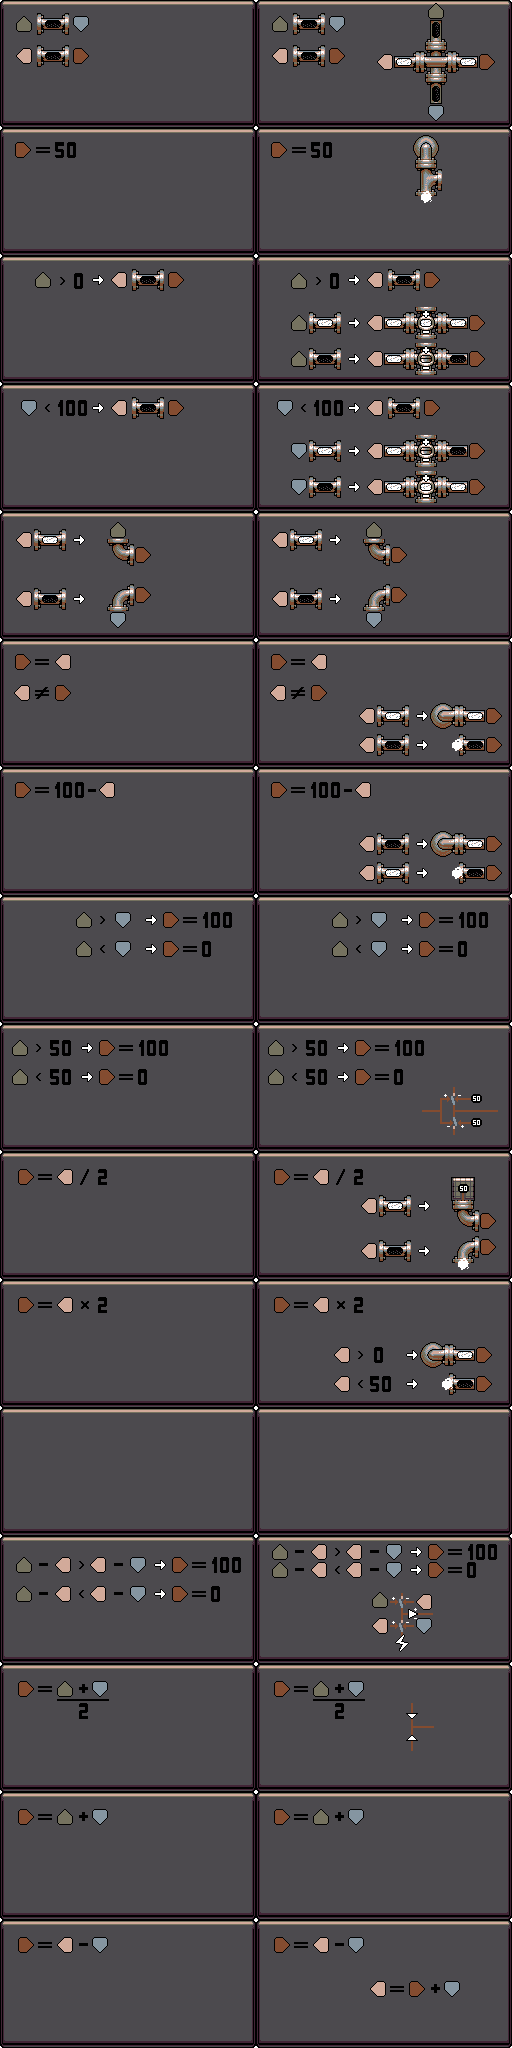 = 50 = 50
> 0 → > 0 →
→ →
→ →
< 100 → < 100 →
→ →
→ →
→ →
→ →
= =
≠ ≠
→
→
= 100 - = 100 -
→
→
> → = 100 > → = 100
< → = 0 < → = 0
> 50 → = 100 > 50 → = 100
< 50 → = 0 < 50 → = 0
50
50
= / 2 = / 2
50
→
→
= × 2 = × 2
> 0 →
< 50 →
- > - → = 100 - > - → = 100
- < - → = 0 - < - → = 0
= + = +
2 2
= + = +
= - = -
= +